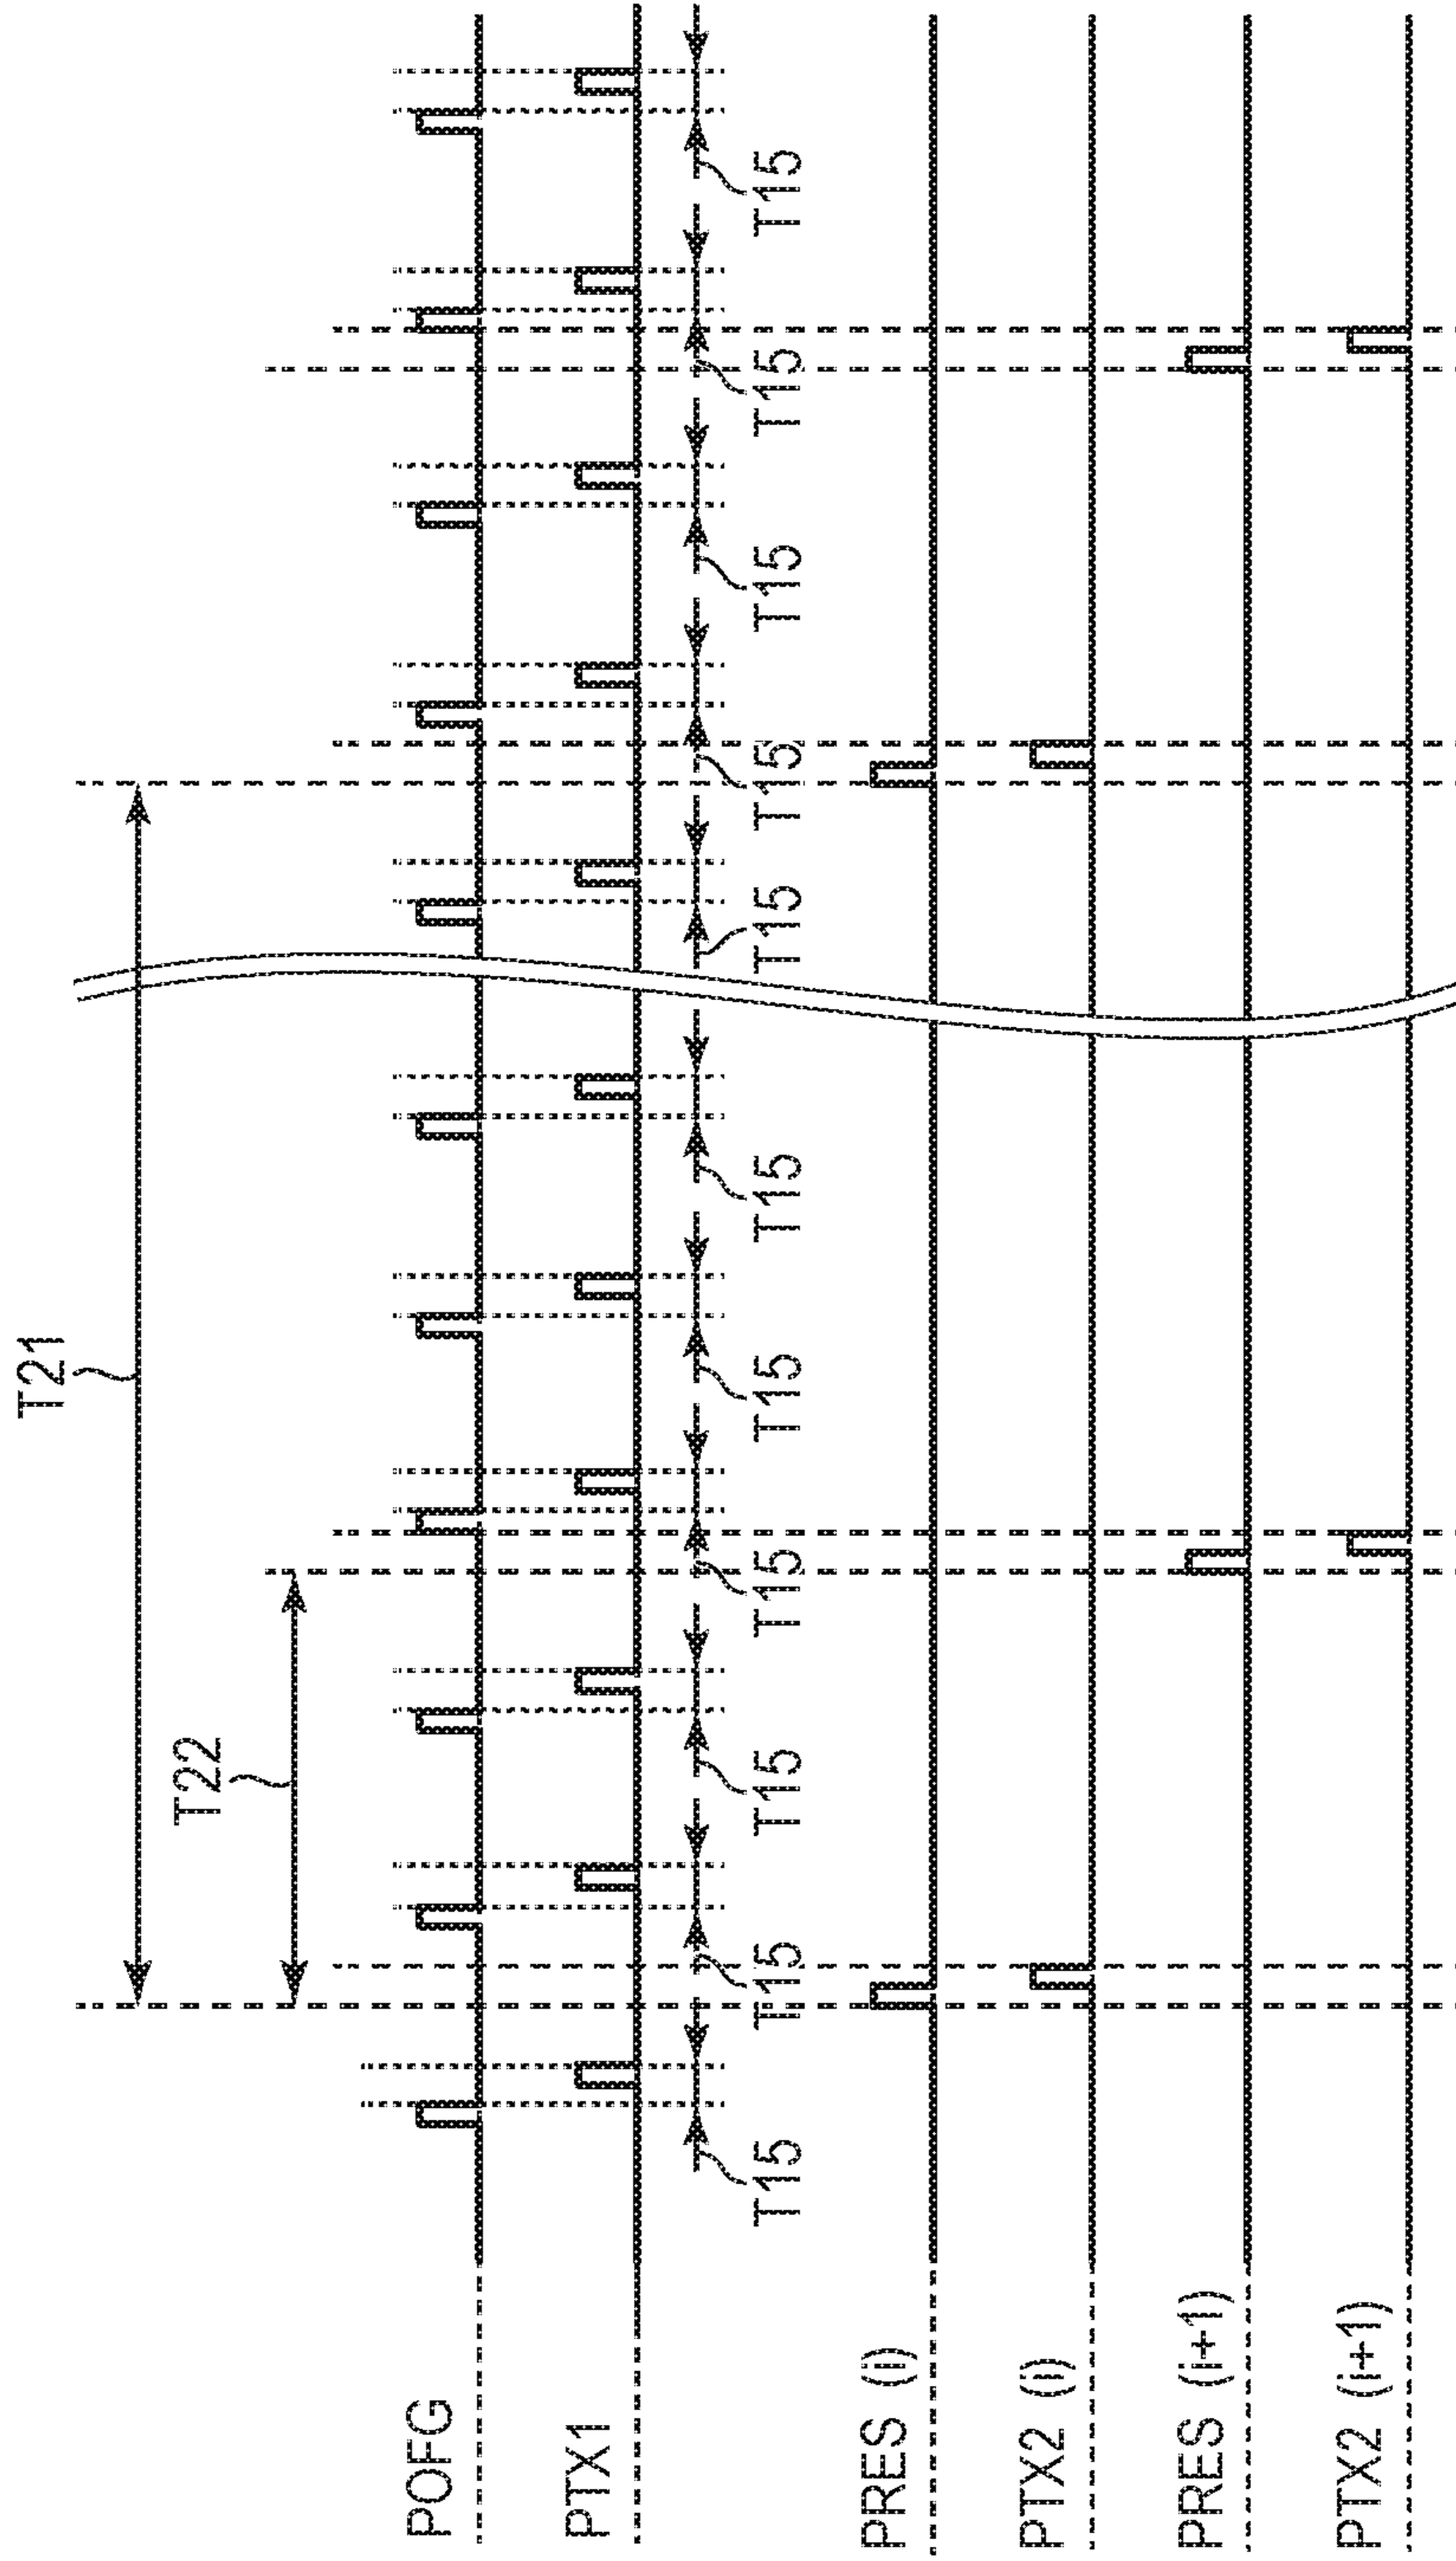 T21
T22
POFG
PTX1
T15 T15 T15 T15 T15 T15 T15 T15 T15 T15 T15
PRES (i)
PTX2 (i)
PRES (i+1)
PTX2 (i+1)